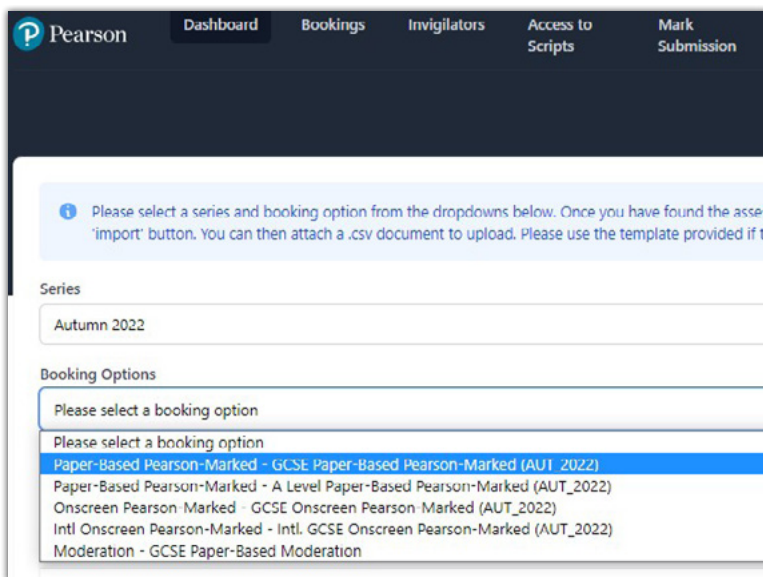 Pearson
Dashboard
Bookings
Invigilators
Access to
Scripts
Mark
Submission
Please select a series and booking option from the dropdowns below. Once you have found the asse
'import' button. You can then attach a .csv document to upload. Please use the template provided if t
Series
Autumn 2022
Booking Options
Please select a booking option
Please select a booking option
Paper-Based Pearson-Marked - GCSE Paper-Based Pearson-Marked (AUT_2022)
Paper-Based Pearson-Marked - A Level Paper-Based Pearson-Marked (AUT_2022)
Onscreen Pearson-Marked - GCSE Onscreen Pearson-Marked (AUT_2022)
Intl Onscreen Pearson-Marked - Intl. GCSE Onscreen Pearson-Marked (AUT_2022)
Moderation - GCSE Paper-Based Moderation